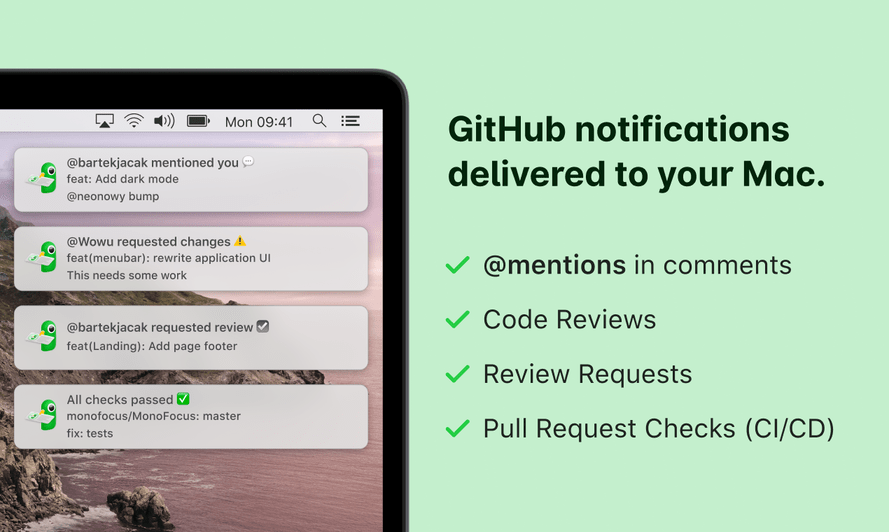 Mon 09:41
@bartekjacak mentioned you 💬
feat: Add dark mode
@neonowy bump
@Wowu requested changes ⚠️
feat(menubar): rewrite application UI
This needs some work
@bartekjacak requested review ☑️
feat(Landing): Add page footer
All checks passed ✅
monofocus/MonoFocus: master
fix: tests
GitHub notifications
delivered to your Mac.
@mentions in comments
Code Reviews
Review Requests
Pull Request Checks (CI/CD)